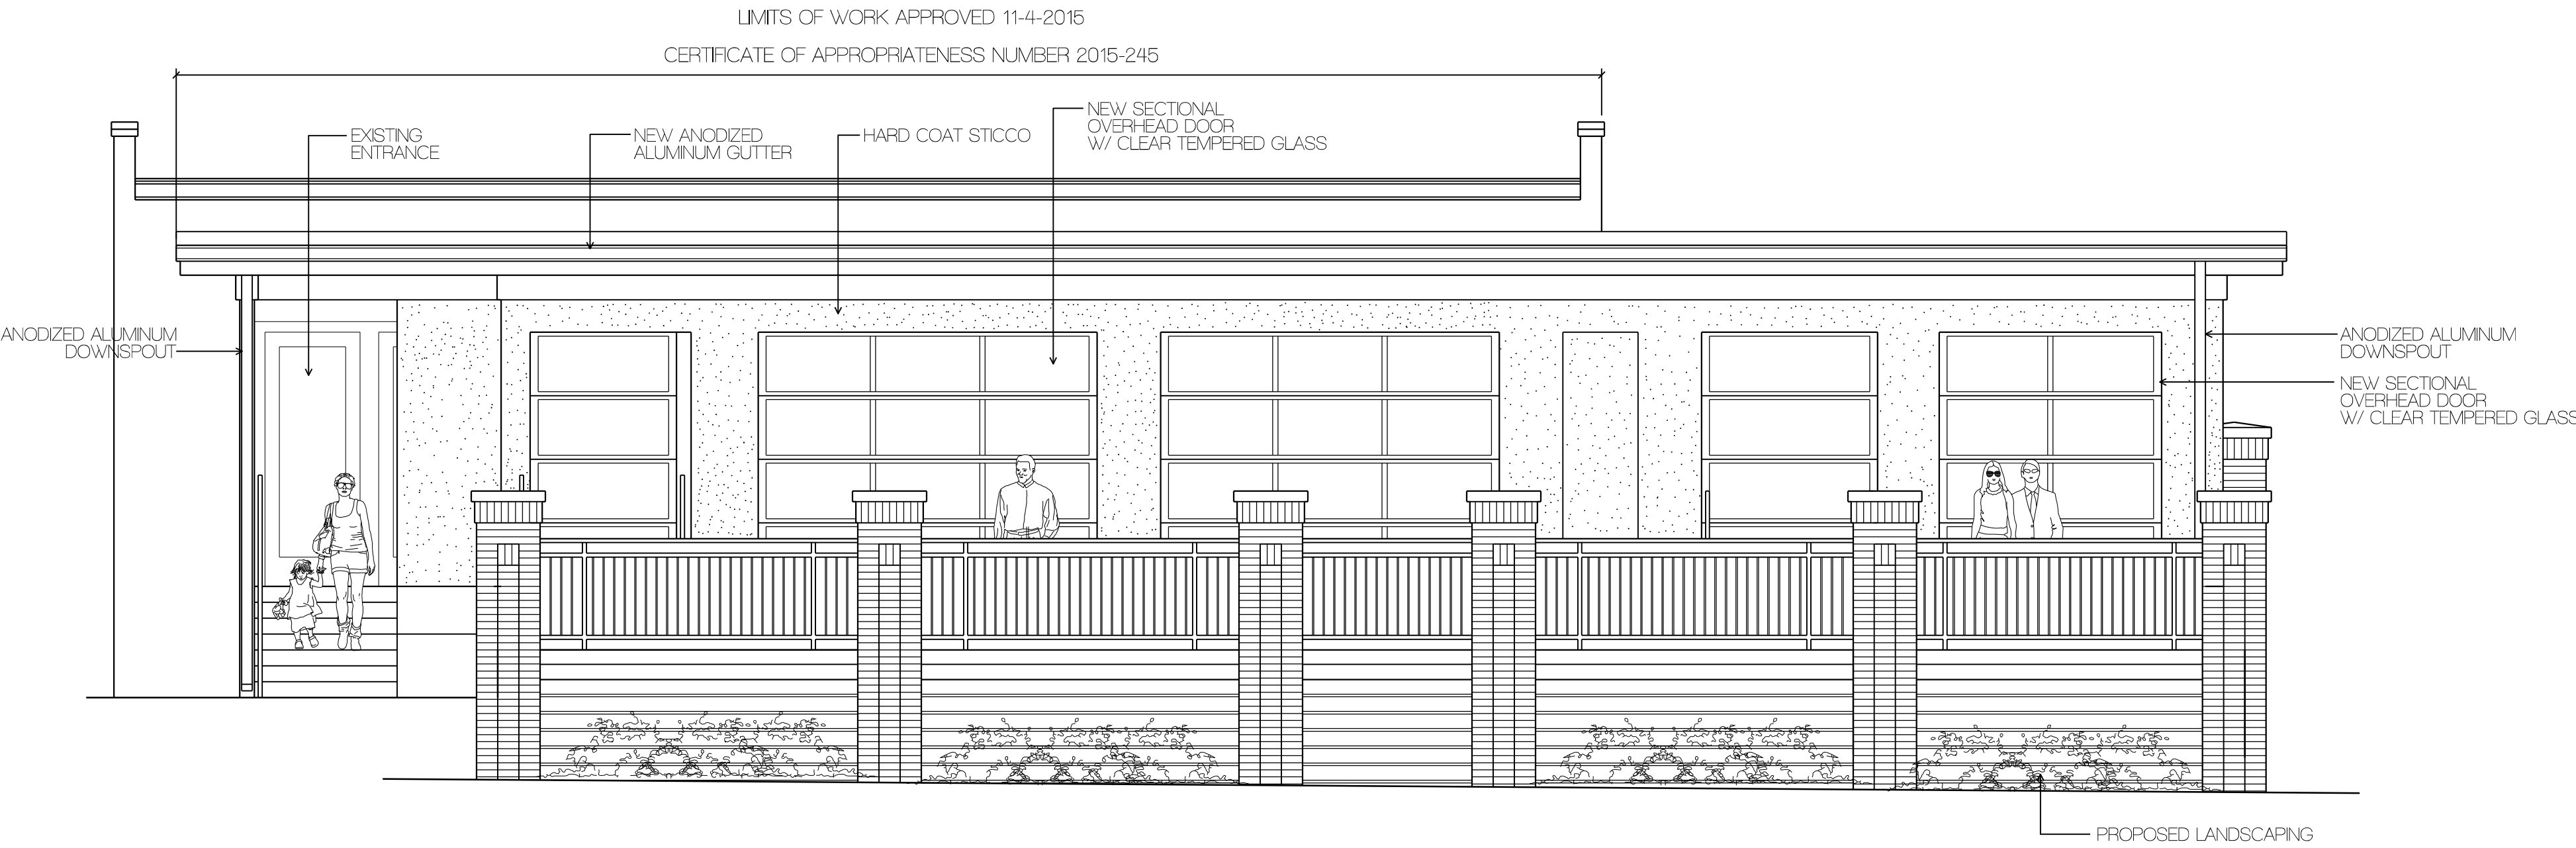 LIMITS OF WORK APPROVED 11-4-2015
CERTIFICATE OF APPROPRIATENESS NUMBER 2015-245
EXISTING
ENTRANCE
NEW ANODIZED
ALUMINUM GUTTER
HARD COAT STICCO
NEW SECTIONAL
OVERHEAD DOOR
W/ CLEAR TEMPERED GLASS
ANODIZED ALUMINUM
DOWNSPOUT
ANODIZED ALUMINUM
DOWNSPOUT
NEW SECTIONAL
OVERHEAD DOOR
W/ CLEAR TEMPERED GLASS
PROPOSED LANDSCAPING